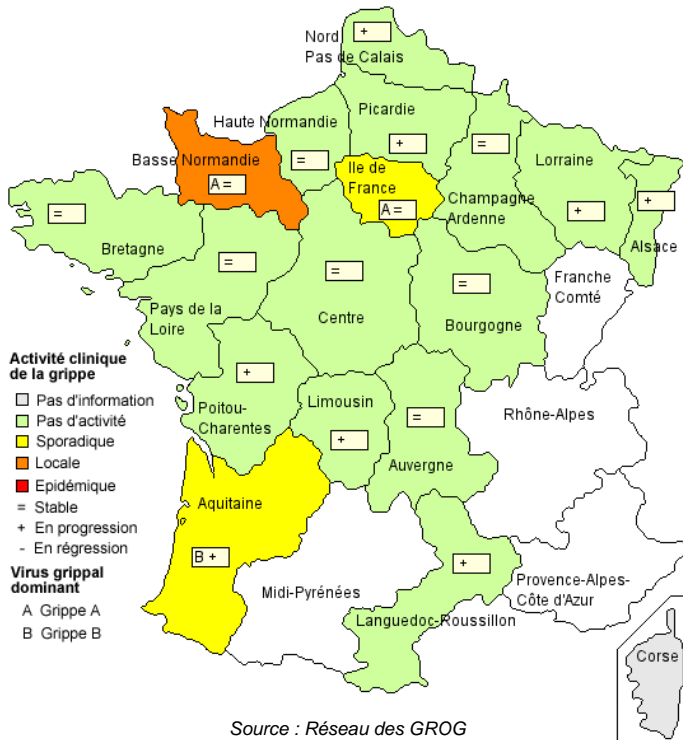 Nord
+
Pas de Calais
Haute Normandie
Picardie
+
=
=
Basse Normandie
A =
Ile de
France
A =
Champagne
Ardenne
Lorraine
+
+
Alsace
=
Bretagne
=
Pays de la
Loire
=
Centre
=
Bourgogne
Franche
Comté
+
Poitou-
Charentes
Limousin
+
=
Auvergne
Rhône-Alpes
Aquitaine
B +
Midi-Pyrénées
+
Languedoc-Roussillon
Provence-Alpes-
Côte d'Azur
Corse
Activité clinique
de la grippe
Pas d'information
Pas d'activité
Sporadique
Locale
Epidémique
= Stable
+ En progression
- En régression
Virus grippal
dominant
A Grippe A
B Grippe B
Source : Réseau des GROG